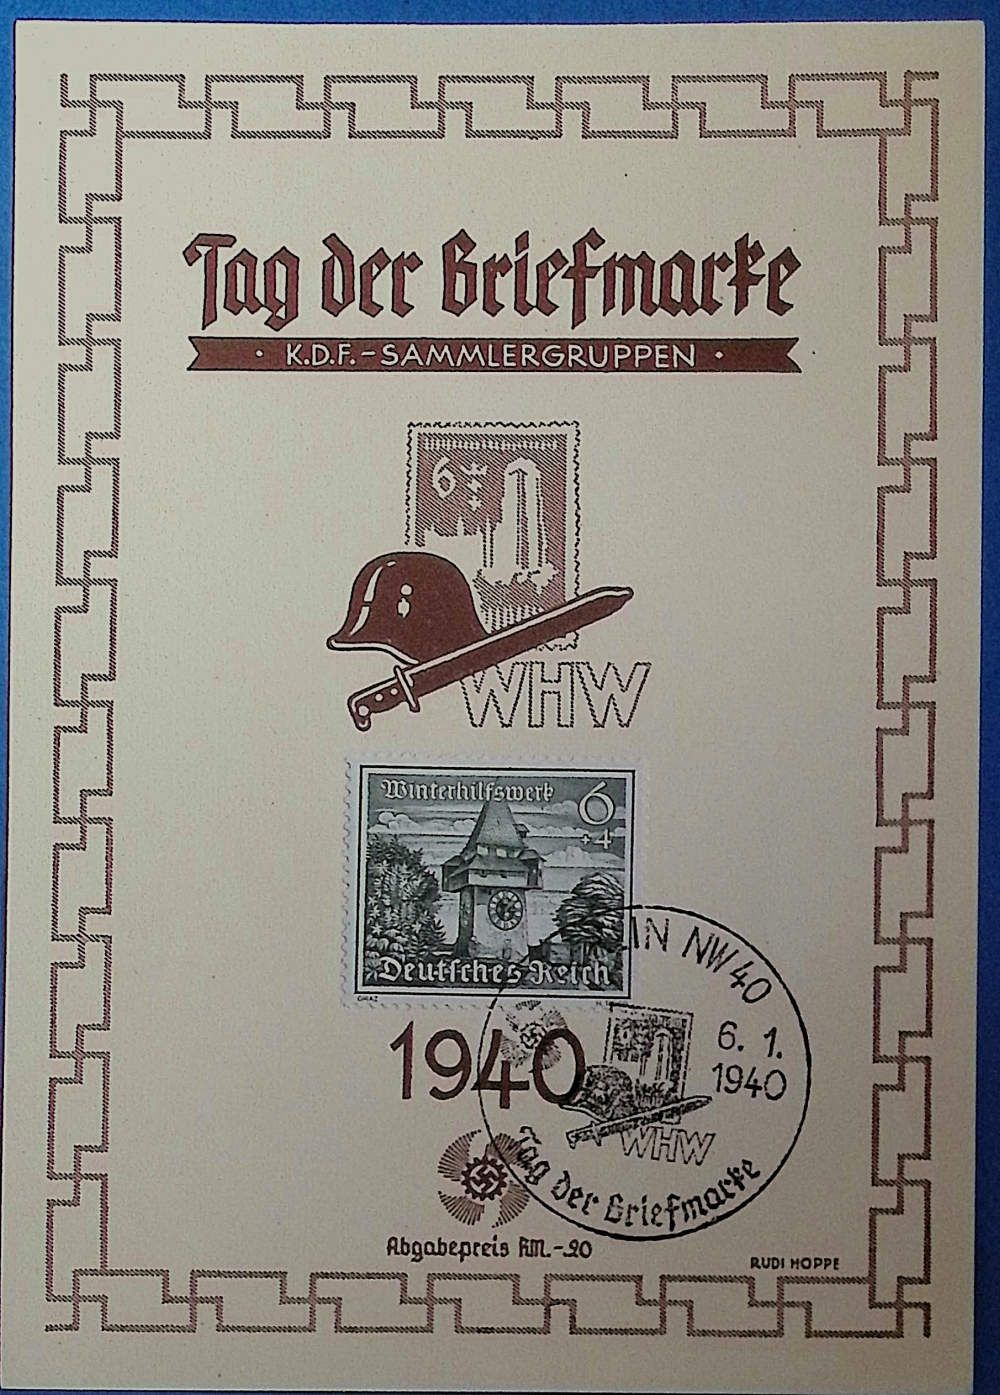 Tag der Briefmarke
· K.D.F.-SAMMLERGRUPPEN ·
6
WHW
Winterhilfswerk
6
+4
Deutsches Reich
GRAZ
1940
IN NW 40
6. 1.
1940
WHW
Tag der Briefmarke
Abgabepreis RM.-20
RUDI HOPPE